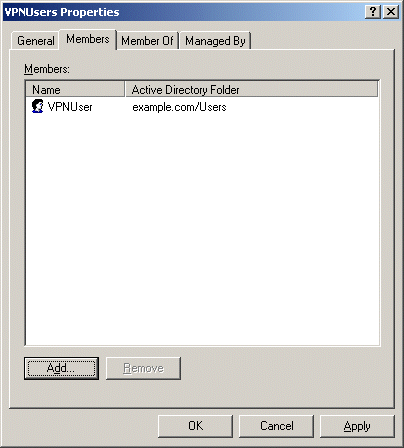 VPNUsers Properties
General Members Member Of Managed By
Members:
Name Active Directory Folder
VPNUser example.com/Users
Add... Remove
OK Cancel Apply